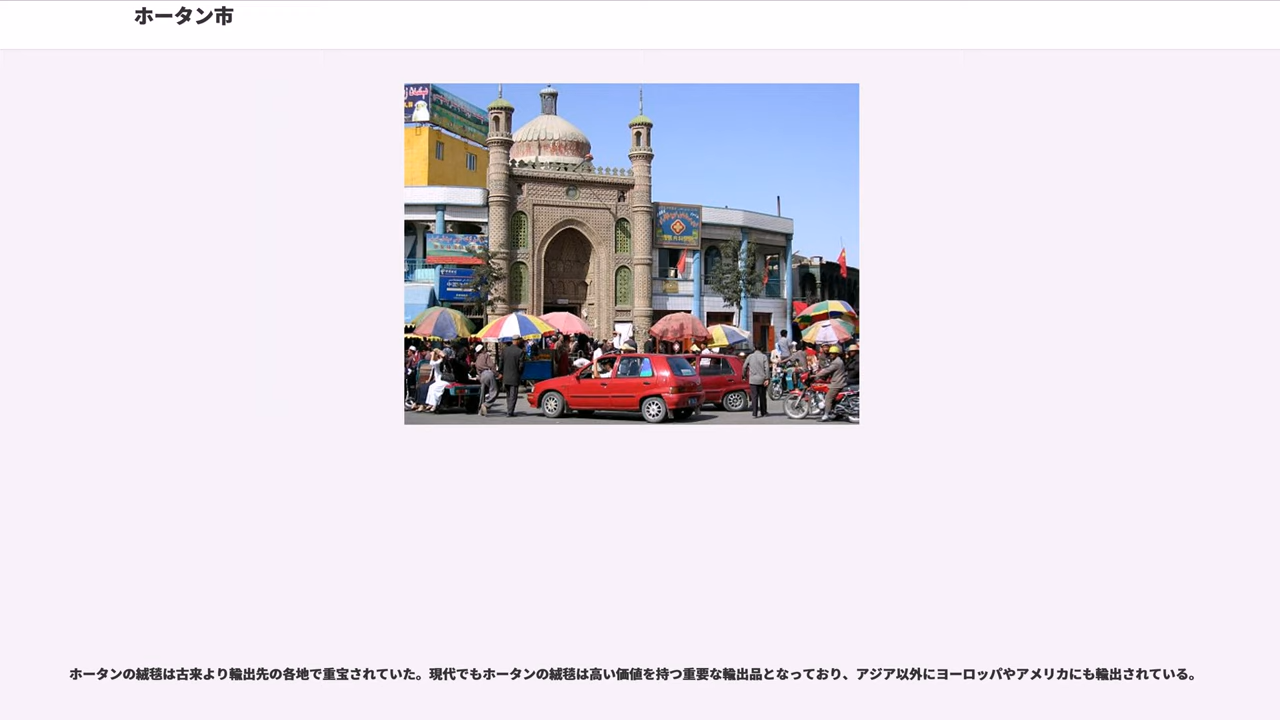 ホータン市
ホータンの絨毯は古来より輸出先の各地で重宝されていた。現代でもホータンの絨毯は高い価値を持つ重要な輸出品となっており、アジア以外にヨーロッパやアメリカにも輸出されている。